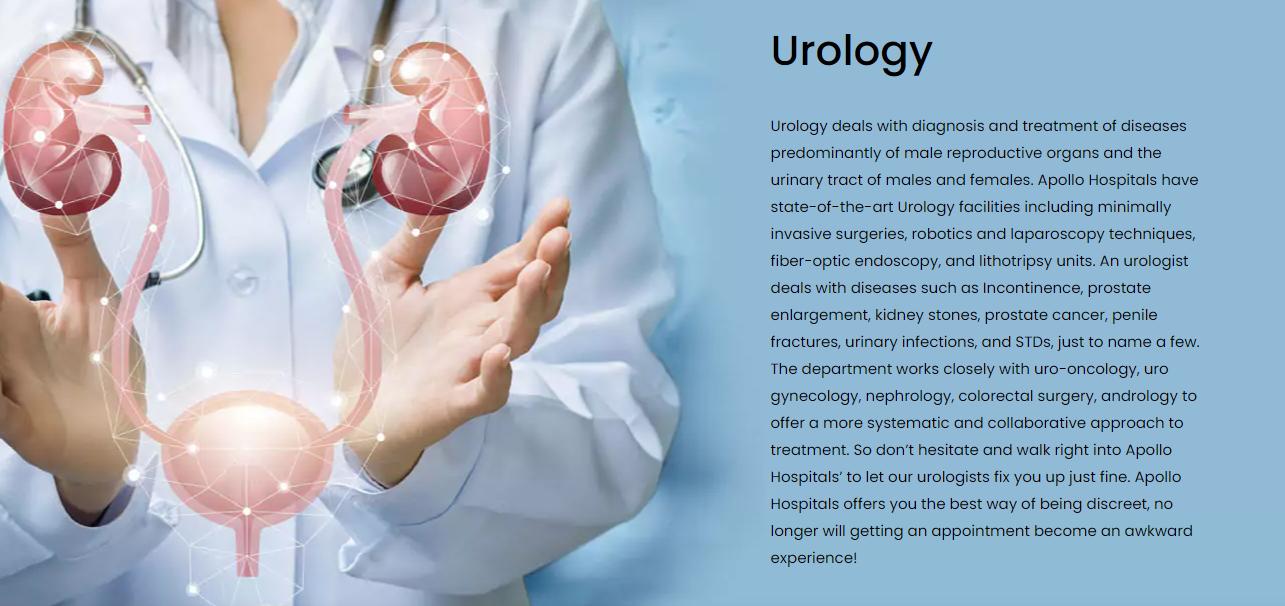 Urology
Urology deals with diagnosis and treatment of diseases
predominantly of male reproductive organs and the
urinary tract of males and females. Apollo Hospitals have
state-of-the-art Urology facilities including minimally
invasive surgeries, robotics and laparoscopy techniques,
fiber-optic endoscopy, and lithotripsy units. An urologist
deals with diseases such as Incontinence, prostate
enlargement, kidney stones, prostate cancer, penile
fractures, urinary infections, and STDs, just to name a few.
The department works closely with uro-oncology, uro
gynecology, nephrology, colorectal surgery, andrology to
offer a more systematic and collaborative approach to
treatment. So don’t hesitate and walk right into Apollo
Hospitals’ to let our urologists fix you up just fine. Apollo
Hospitals offers you the best way of being discreet, no
longer will getting an appointment become an awkward
experience!